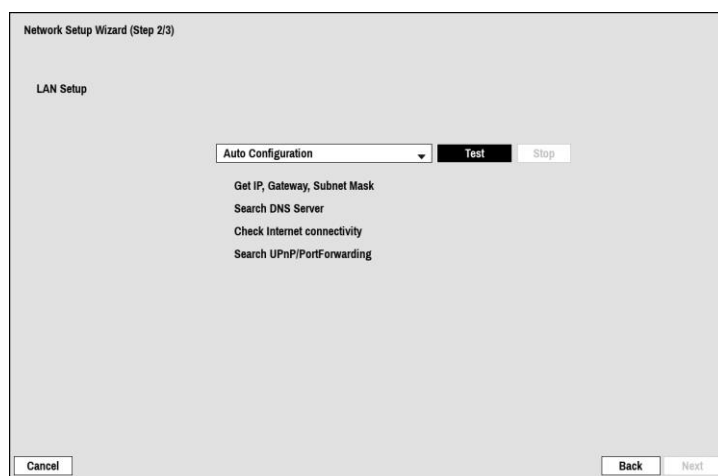 Network Setup Wizard (Step 2/3)
LAN Setup
Auto Configuration Test Stop
Get IP, Gateway, Subnet Mask
Search DNS Server
Check Internet connectivity
Search UPnP/PortForwarding
Cancel Back Next